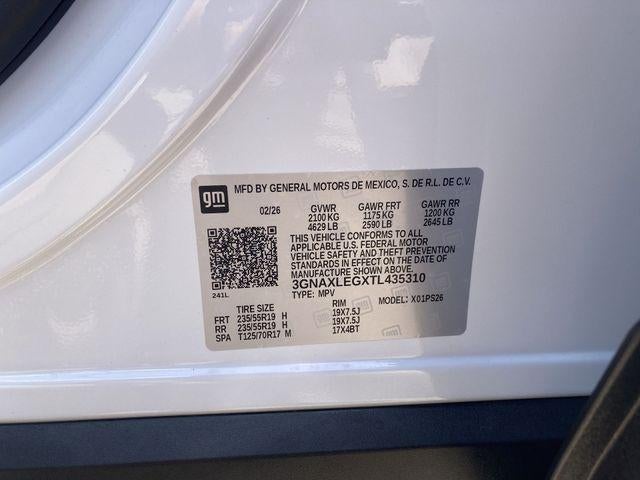 gm MFD BY GENERAL MOTORS DE MEXICO, S. DE R.L. DE C.V.
02/26 GVWR GAWR FRT GAWR RR
2100 KG 1175 KG 1200 KG
4629 LB 2590 LB 2645 LB
THIS VEHICLE CONFORMS TO ALL
APPLICABLE U.S. FEDERAL MOTOR
VEHICLE SAFETY AND THEFT PREVENTION
STANDARDS IN EFFECT ON THE DATE OF
MANUFACTURE SHOWN ABOVE.
3GNAXLEGXTL435310
241L TYPE: MPV MODEL: X01PS26
TIRE SIZE RIM
FRT 235/55R19 H 19X7.5J
RR 235/55R19 H 19X7.5J
SPA T125/70R17 M 17X4BT